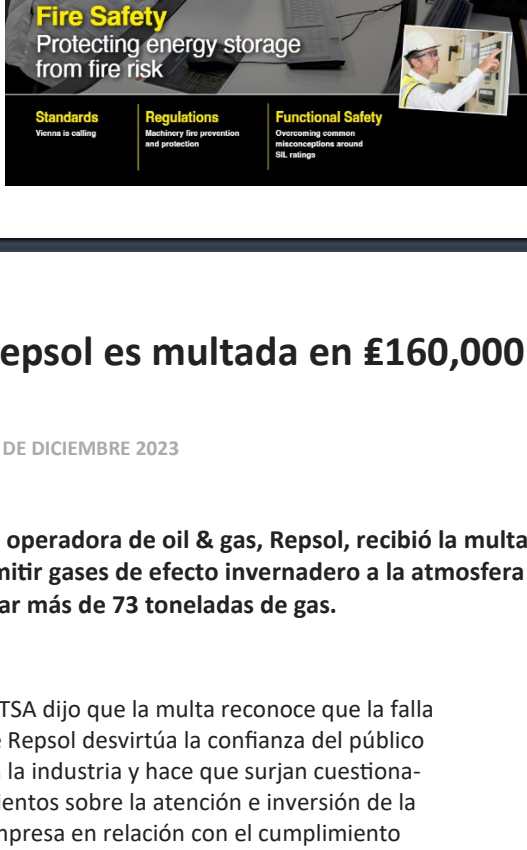 Fire Safety
Protecting energy storage
from fire risk
Standards
Vienna is calling
Regulations
Machinery fire prevention
and protection
Functional Safety
Overcoming common
misconceptions around
SIL ratings
epsol es multada en ₤160,000
DE DICIEMBRE 2023
operadora de oil & gas, Repsol, recibió la multa
mitir gases de efecto invernadero a la atmosfera
ar más de 73 toneladas de gas.
TSA dijo que la multa reconoce que la falla
e Repsol desvirtúa la confianza del público
la industria y hace que surjan cuestiona-
ientos sobre la atención e inversión de la
mpresa en relación con el cumplimiento